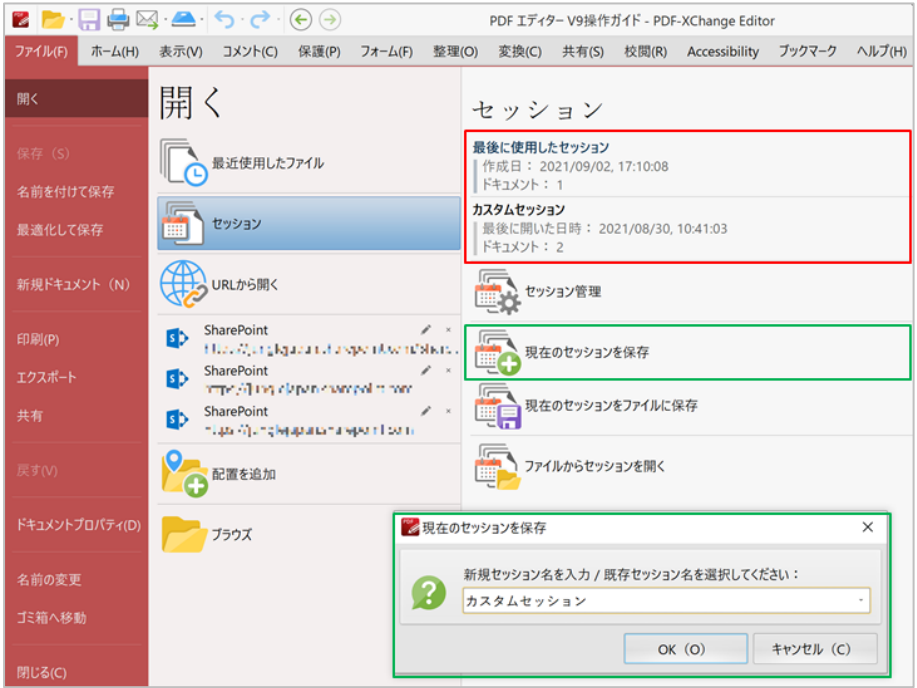 PDF エディター V9操作ガイド - PDF-XChange Editor
ファイル(F) ホーム(H) 表示(V) コメント(C) 保護(P) フォーム(F) 整理(O) 変換(C) 共有(S) 校閲(R) Accessibility ブックマーク ヘルプ(H)
開く
保存 (S)
名前を付けて保存
最適化して保存
新規ドキュメント (N)
印刷(P)
エクスポート
共有
戻す(V)
ドキュメントプロパティ(D)
名前の変更
ゴミ箱へ移動
閉じる(C)
開く
最近使用したファイル
セッション
URLから開く
SharePoint
SharePoint
SharePoint
配置を追加
ブラウズ
セッション
最後に使用したセッション
作成日： 2021/09/02, 17:10:08
ドキュメント： 1
カスタムセッション
最後に開いた日時： 2021/08/30, 10:41:03
ドキュメント： 2
セッション管理
現在のセッションを保存
現在のセッションをファイルに保存
ファイルからセッションを開く
現在のセッションを保存
新規セッション名を入力 / 既存セッション名を選択してください：
カスタムセッション
OK (O) キャンセル (C)